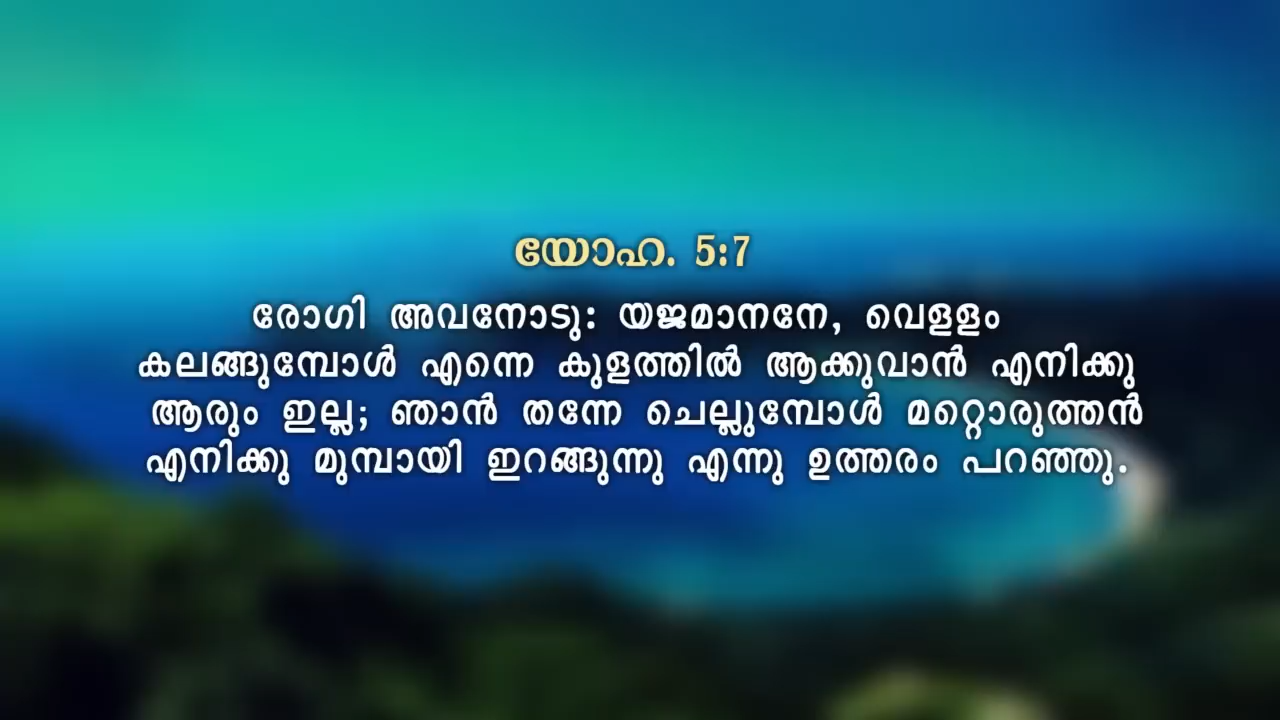 യോഹ. 5:7
രോഗി അവനോടു: യജമാനനേ, വെളളം
കലങ്ങുമ്പോൾ എന്നെ കുളത്തിൽ ആക്കുവാൻ എനിക്കു
ആരും ഇല്ല; ഞാൻ തന്നേ ചെല്ലുമ്പോൾ മറ്റൊരുത്തൻ
എനിക്കു മുമ്പായി ഇറങ്ങുന്നു എന്നു ഉത്തരം പറഞ്ഞു.